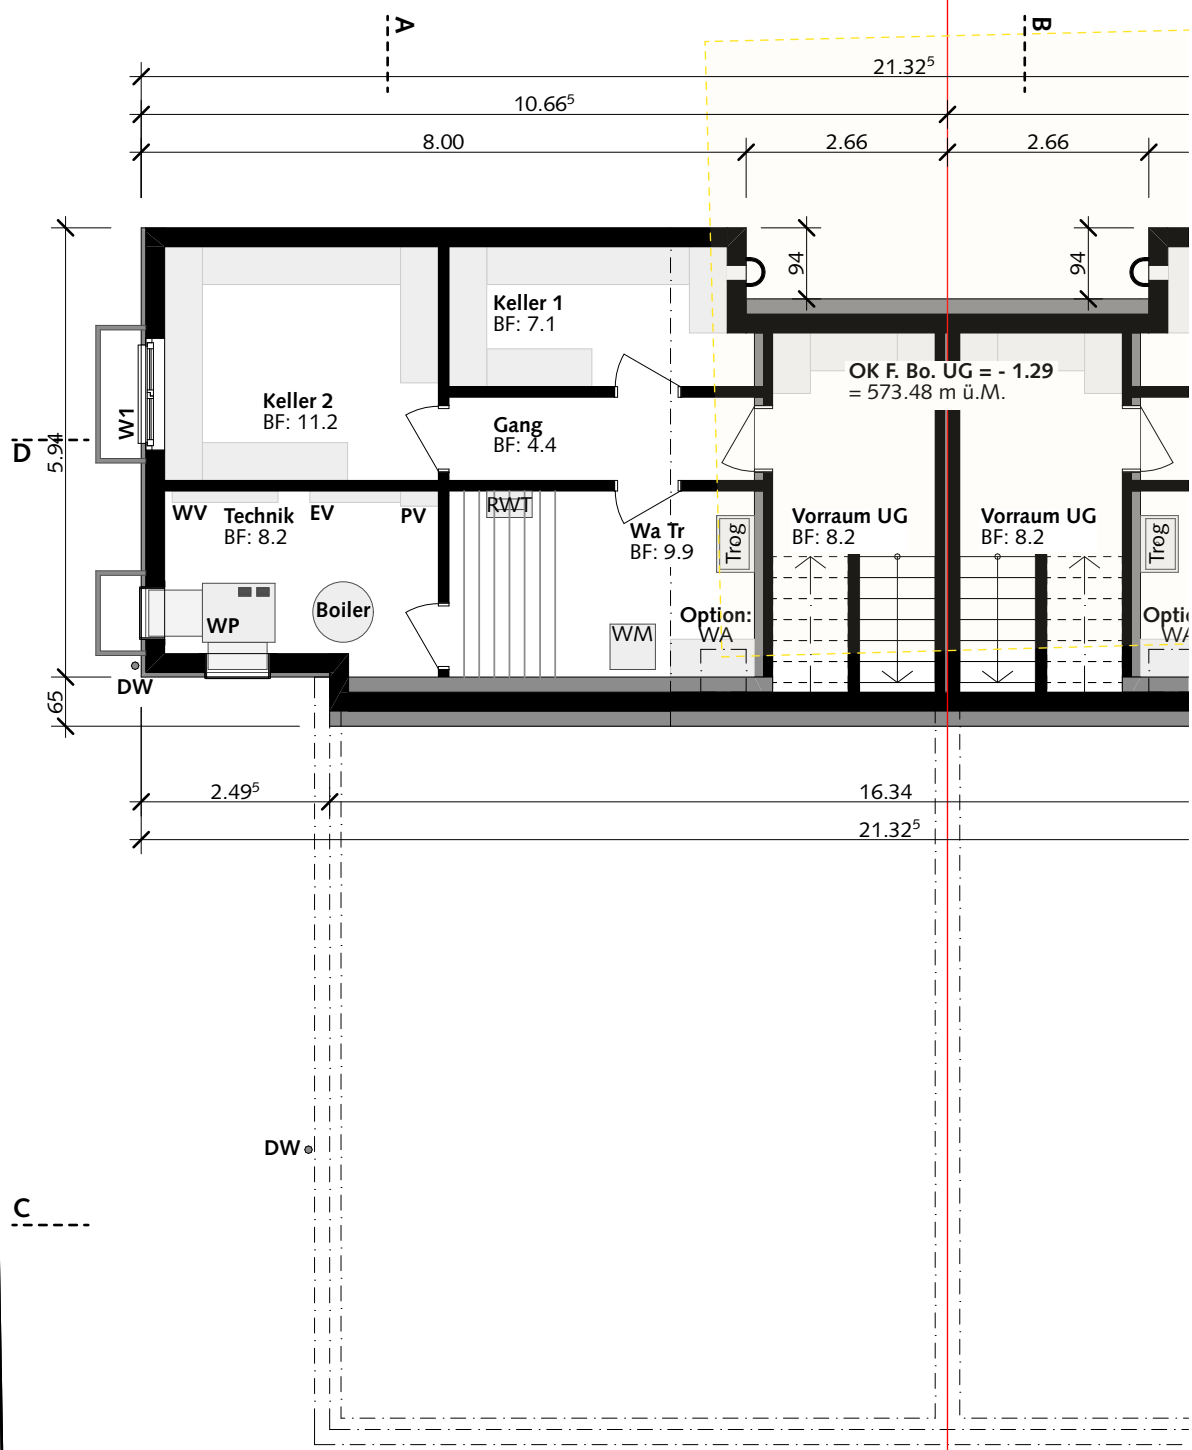 A
B
21.32⁵
10.66⁵
8.00
2.66
2.66
94
94
Keller 1
BF: 7.1
OK F. Bo. UG = - 1.29
= 573.48 m ü.M.
Keller 2
BF: 11.2
W1
Gang
BF: 4.4
D
5.94
WV
Technik
BF: 8.2
EV
PV
RWT
Wa Tr
BF: 9.9
Trog
Vorraum UG
BF: 8.2
Vorraum UG
BF: 8.2
Trog
WP
Boiler
WM
Option:
WA
Optio
WA
DW
65
2.49⁵
16.34
21.32⁵
DW
C